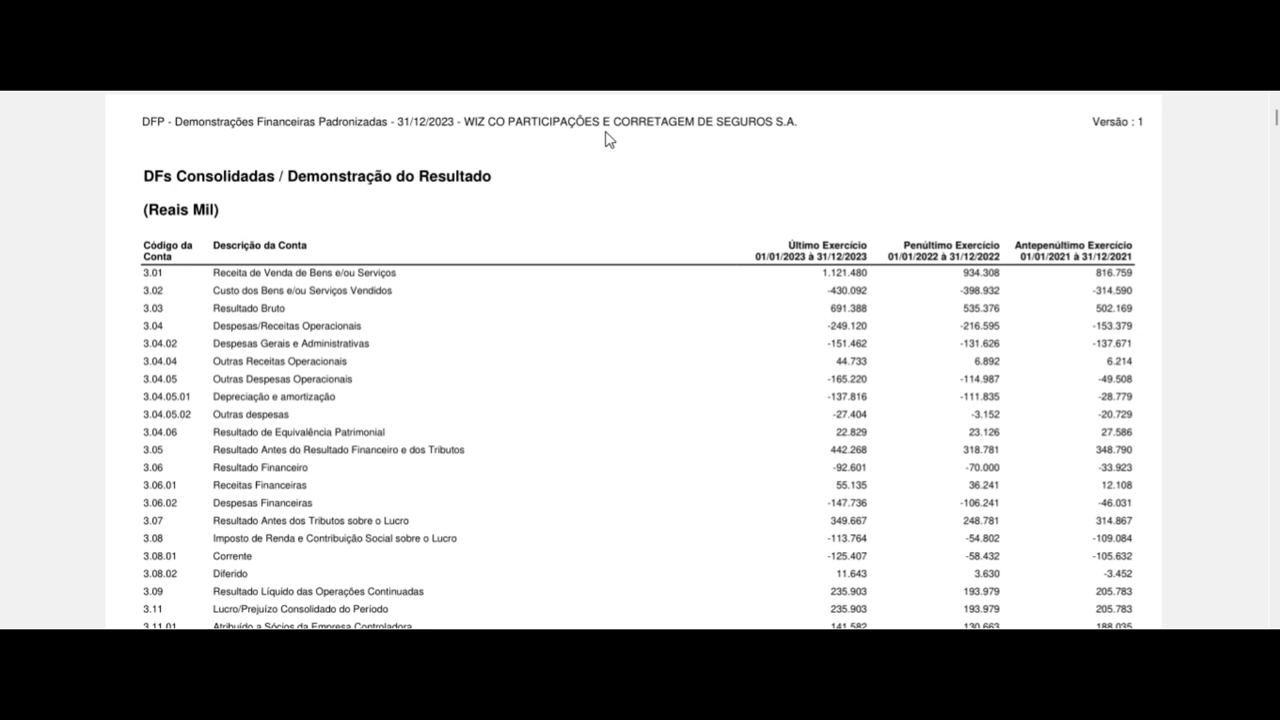 DFP - Demonstrações Financeiras Padronizadas - 31/12/2023 - WIZ CO PARTICIPAÇÕES E CORRETAGEM DE SEGUROS S.A. Versão : 1
DFs Consolidadas / Demonstração do Resultado
(Reais Mil)
Código da Conta Descrição da Conta Último Exercício 01/01/2023 à 31/12/2023 Penúltimo Exercício 01/01/2022 à 31/12/2022 Antepenúltimo Exercício 01/01/2021 à 31/12/2021
3.01 Receita de Venda de Bens e/ou Serviços 1.121.480 934.308 816.759
3.02 Custo dos Bens e/ou Serviços Vendidos -430.092 -398.932 -314.590
3.03 Resultado Bruto 691.388 535.376 502.169
3.04 Despesas/Receitas Operacionais -249.120 -216.595 -153.379
3.04.02 Despesas Gerais e Administrativas -151.462 -131.626 -137.671
3.04.04 Outras Receitas Operacionais 44.733 6.892 6.214
3.04.05 Outras Despesas Operacionais -165.220 -114.987 -49.508
3.04.05.01 Depreciação e amortização -137.816 -111.835 -28.779
3.04.05.02 Outras despesas -27.404 -3.152 -20.729
3.04.06 Resultado de Equivalência Patrimonial 22.829 23.126 27.586
3.05 Resultado Antes do Resultado Financeiro e dos Tributos 442.268 318.781 348.790
3.06 Resultado Financeiro -92.601 -70.000 -33.923
3.06.01 Receitas Financeiras 55.135 36.241 12.108
3.06.02 Despesas Financeiras -147.736 -106.241 -46.031
3.07 Resultado Antes dos Tributos sobre o Lucro 349.667 248.781 314.867
3.08 Imposto de Renda e Contribuição Social sobre o Lucro -113.764 -54.802 -109.084
3.08.01 Corrente -125.407 -58.432 -105.632
3.08.02 Diferido 11.643 3.630 -3.452
3.09 Resultado Líquido das Operações Continuadas 235.903 193.979 205.783
3.11 Lucro/Prejuízo Consolidado do Período 235.903 193.979 205.783
3.11.01 Atribuído a Sócios da Empresa Controladora 141.582 130.663 188.035